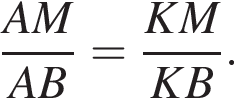 AM/AB = KM/KB.